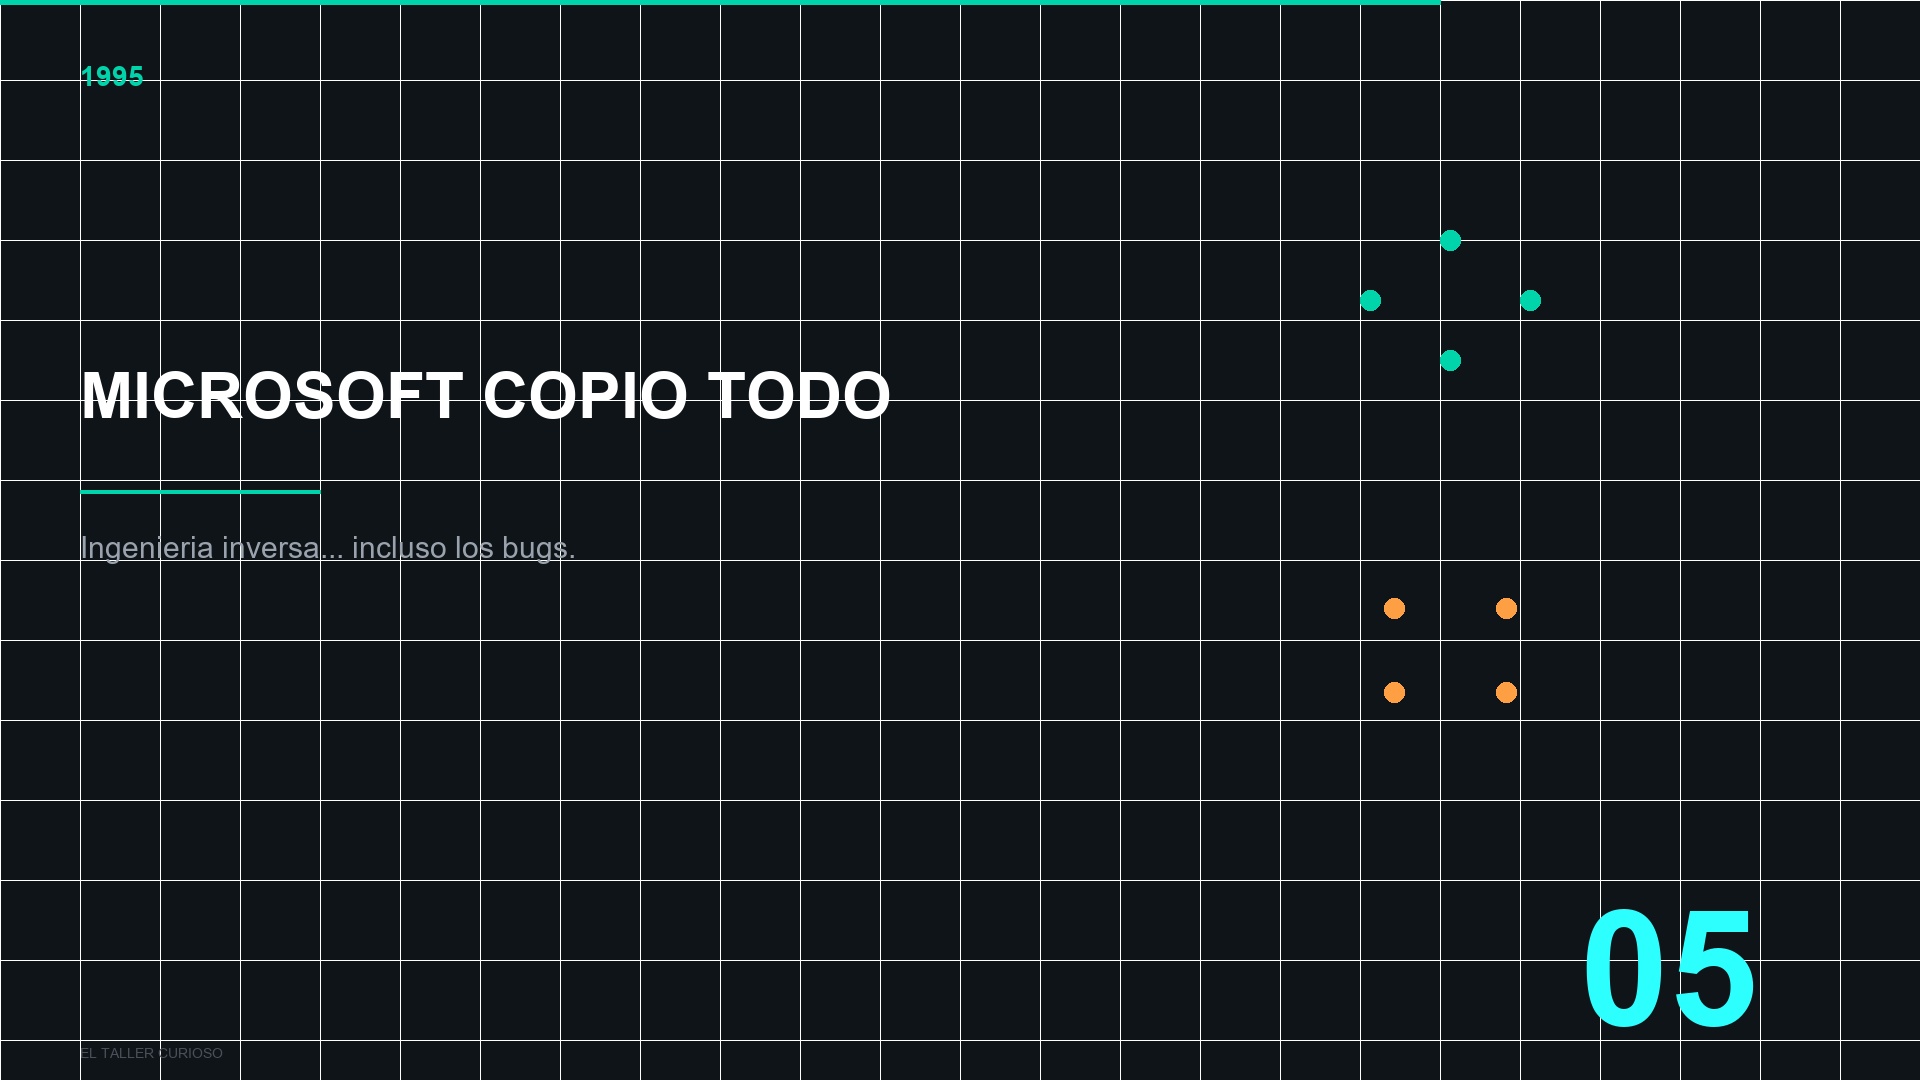 1995
MICROSOFT COPIO TODO
Ingenieria inversa... incluso los bugs.
05
EL TALLER CURIOSO